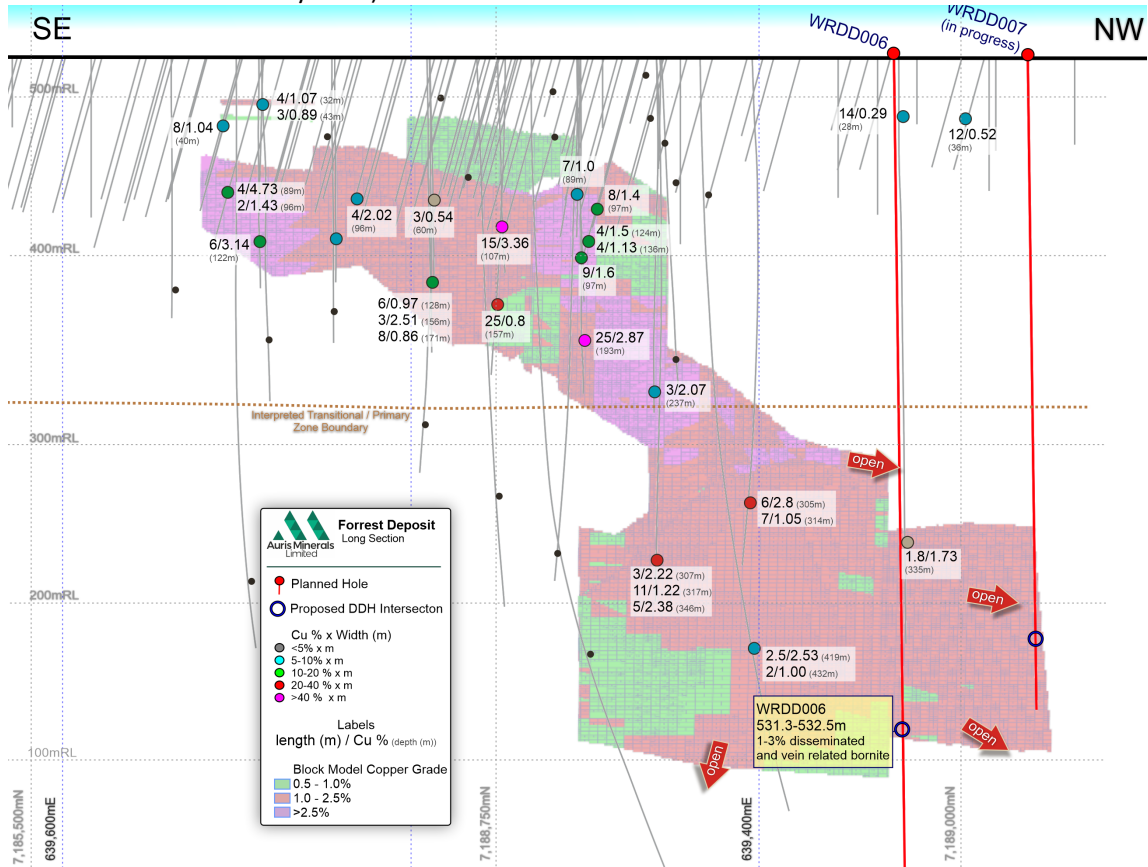 SE
WRDD006
WRDD007
(in progress)
NW
500mRL
4/1.07 (32m)
3/0.89 (43m)
8/1.04
(40m)
14/0.29
(28m)
12/0.52
(36m)
7/1.0
(89m)
4/4.73 (89m)
2/1.43 (96m)
8/1.4
(97m)
4/2.02
(96m)
3/0.54
(60m)
15/3.36
(107m)
4/1.5 (124m)
4/1.13 (136m)
6/3.14
(122m)
400mRL
9/1.6
(97m)
6/0.97 (128m)
3/2.51 (156m)
8/0.86 (171m)
25/0.8
(157m)
25/2.87
(193m)
3/2.07
(237m)
Interpreted Transitional / Primary
Zone Boundary
300mRL
open
6/2.8 (305m)
7/1.05 (314m)
1.8/1.73
(335m)
3/2.22 (307m)
11/1.22 (317m)
5/2.38 (346m)
open
200mRL
2.5/2.53 (419m)
2/1.00 (432m)
WRDD006
531.3-532.5m
1-3% disseminated
and vein related bornite
open
open
100mRL
Auris Minerals
Limited
Forrest Deposit
Long Section
Planned Hole
Proposed DDH Intersecton
Cu % x Width (m)
<5% x m
5-10% x m
10-20 % x m
20-40 % x m
>40 % x m
Labels
length (m) / Cu % (depth (m))
Block Model Copper Grade
0.5 - 1.0%
1.0 - 2.5%
>2.5%
7,185,500mN
639,600mE
7,188,750mN
639,400mE
7,189,000mN